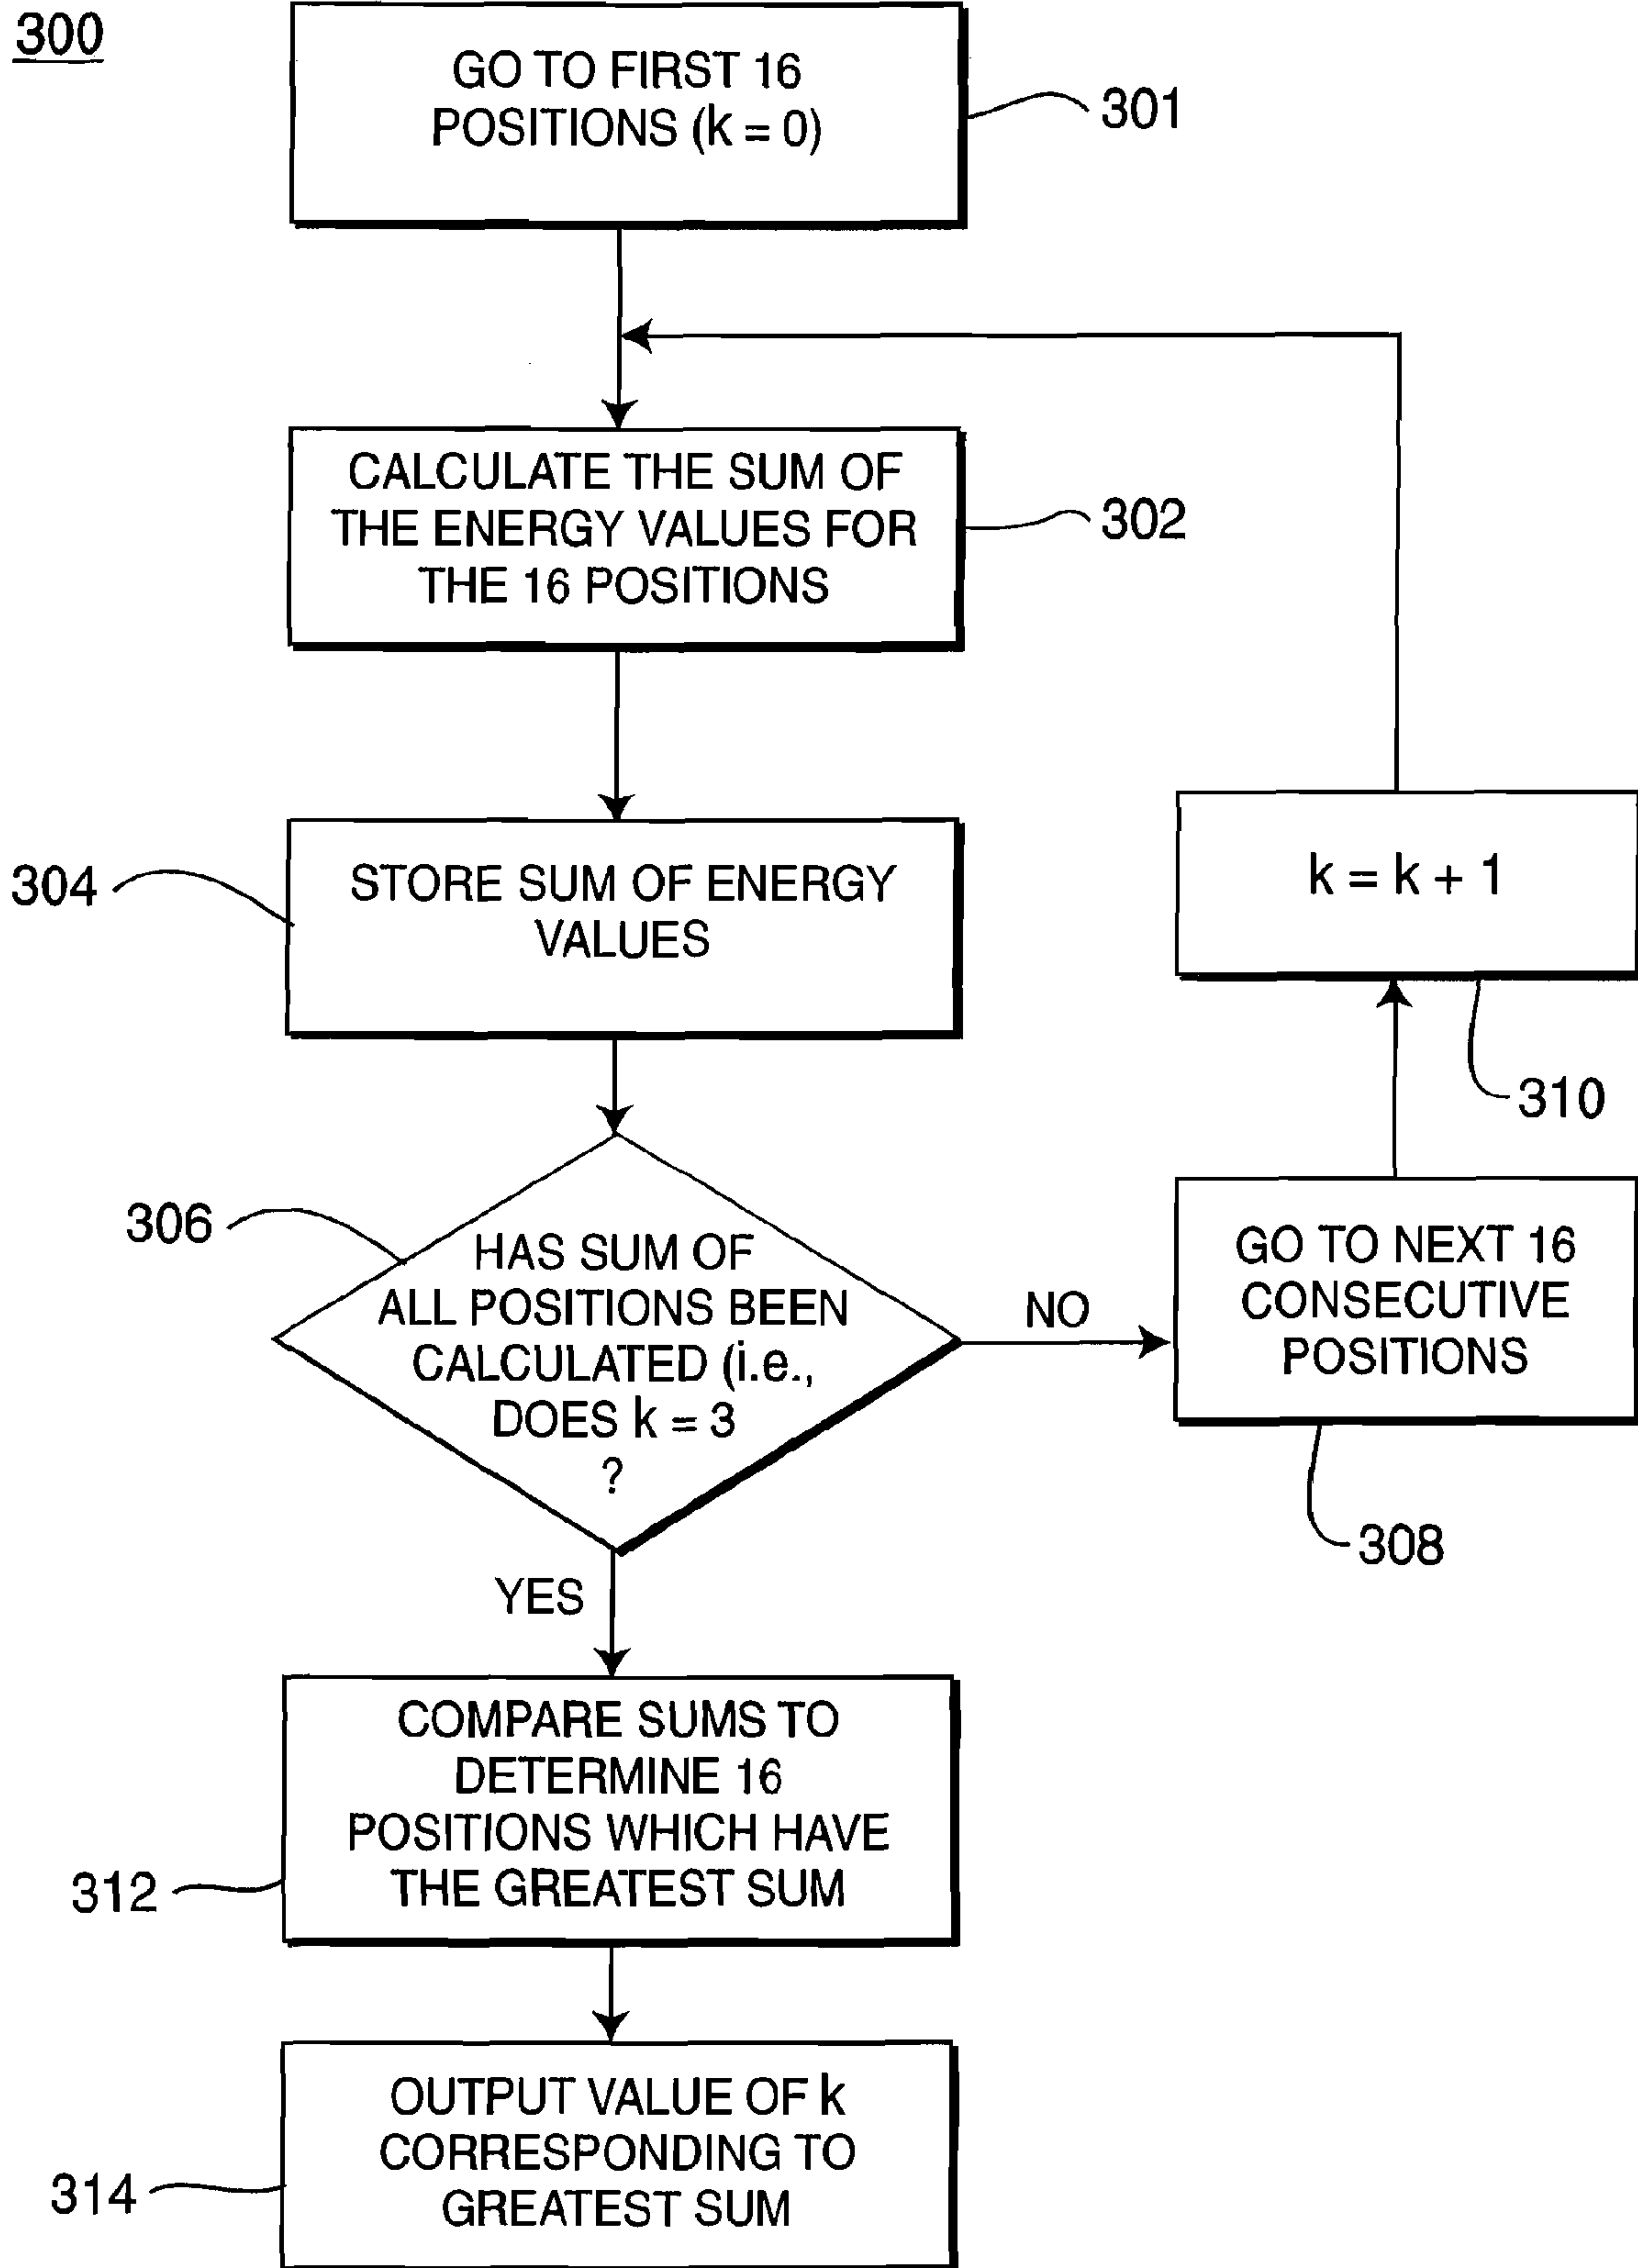 300
GO TO FIRST 16
POSITIONS (k = 0)
301
CALCULATE THE SUM OF
THE ENERGY VALUES FOR
THE 16 POSITIONS
302
304
STORE SUM OF ENERGY
VALUES
k = k + 1
310
306
HAS SUM OF
ALL POSITIONS BEEN
CALCULATED (i.e.,
DOES k = 3
?
NO
GO TO NEXT 16
CONSECUTIVE
POSITIONS
308
YES
COMPARE SUMS TO
DETERMINE 16
POSITIONS WHICH HAVE
THE GREATEST SUM
312
OUTPUT VALUE OF k
CORRESPONDING TO
GREATEST SUM
314